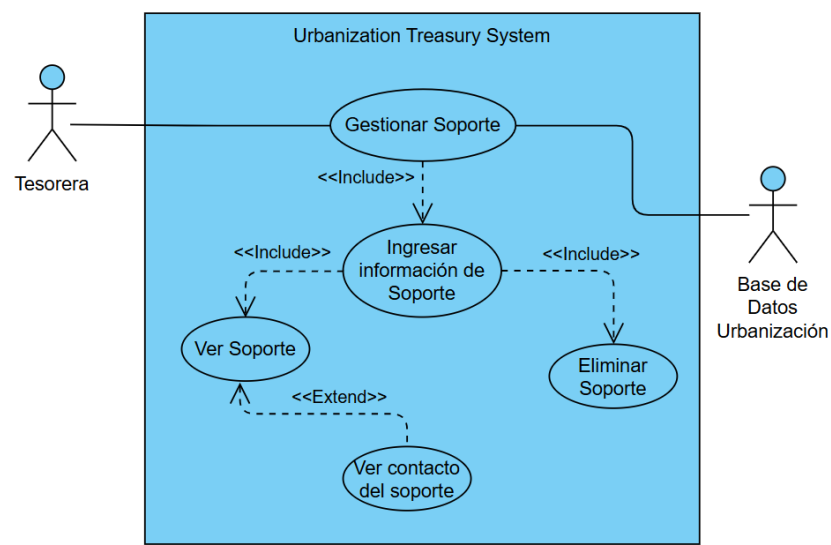 Urbanization Treasury System
Tesorera
Gestionar Soporte
<<Include>>
Ingresar
información de
Soporte
<<Include>>
<<Include>>
Base de
Datos
Urbanización
Ver Soporte
Eliminar
Soporte
<<Extend>>
Ver contacto
del soporte